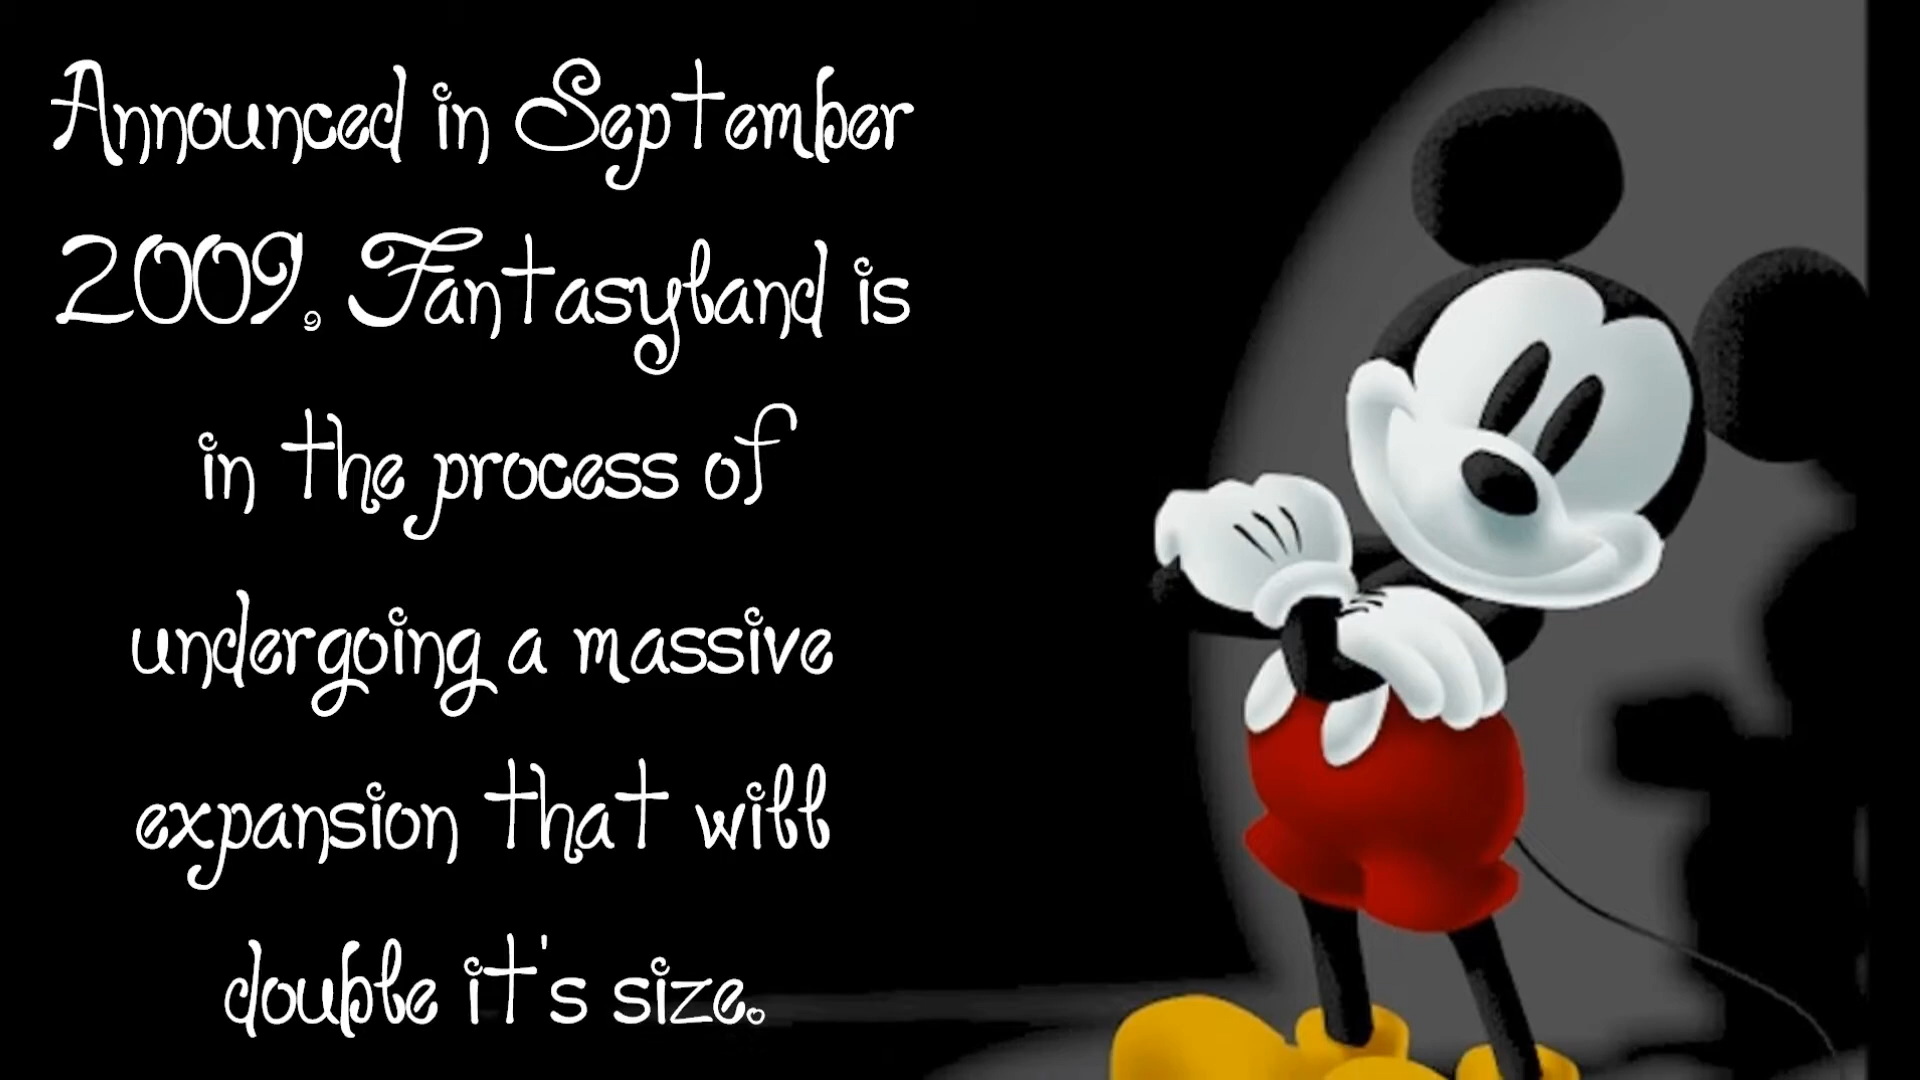 Announced in September
2009, Fantasyland is
in the process of
undergoing a massive
expansion that will
double it's size.